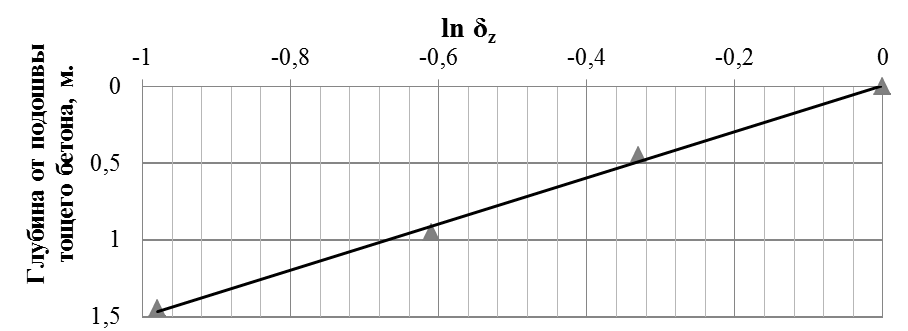 ln δz
-1 -0,8 -0,6 -0,4 -0,2 0
Глубина от подошвы
тощего бетона, м.
0
0,5
1
1,5